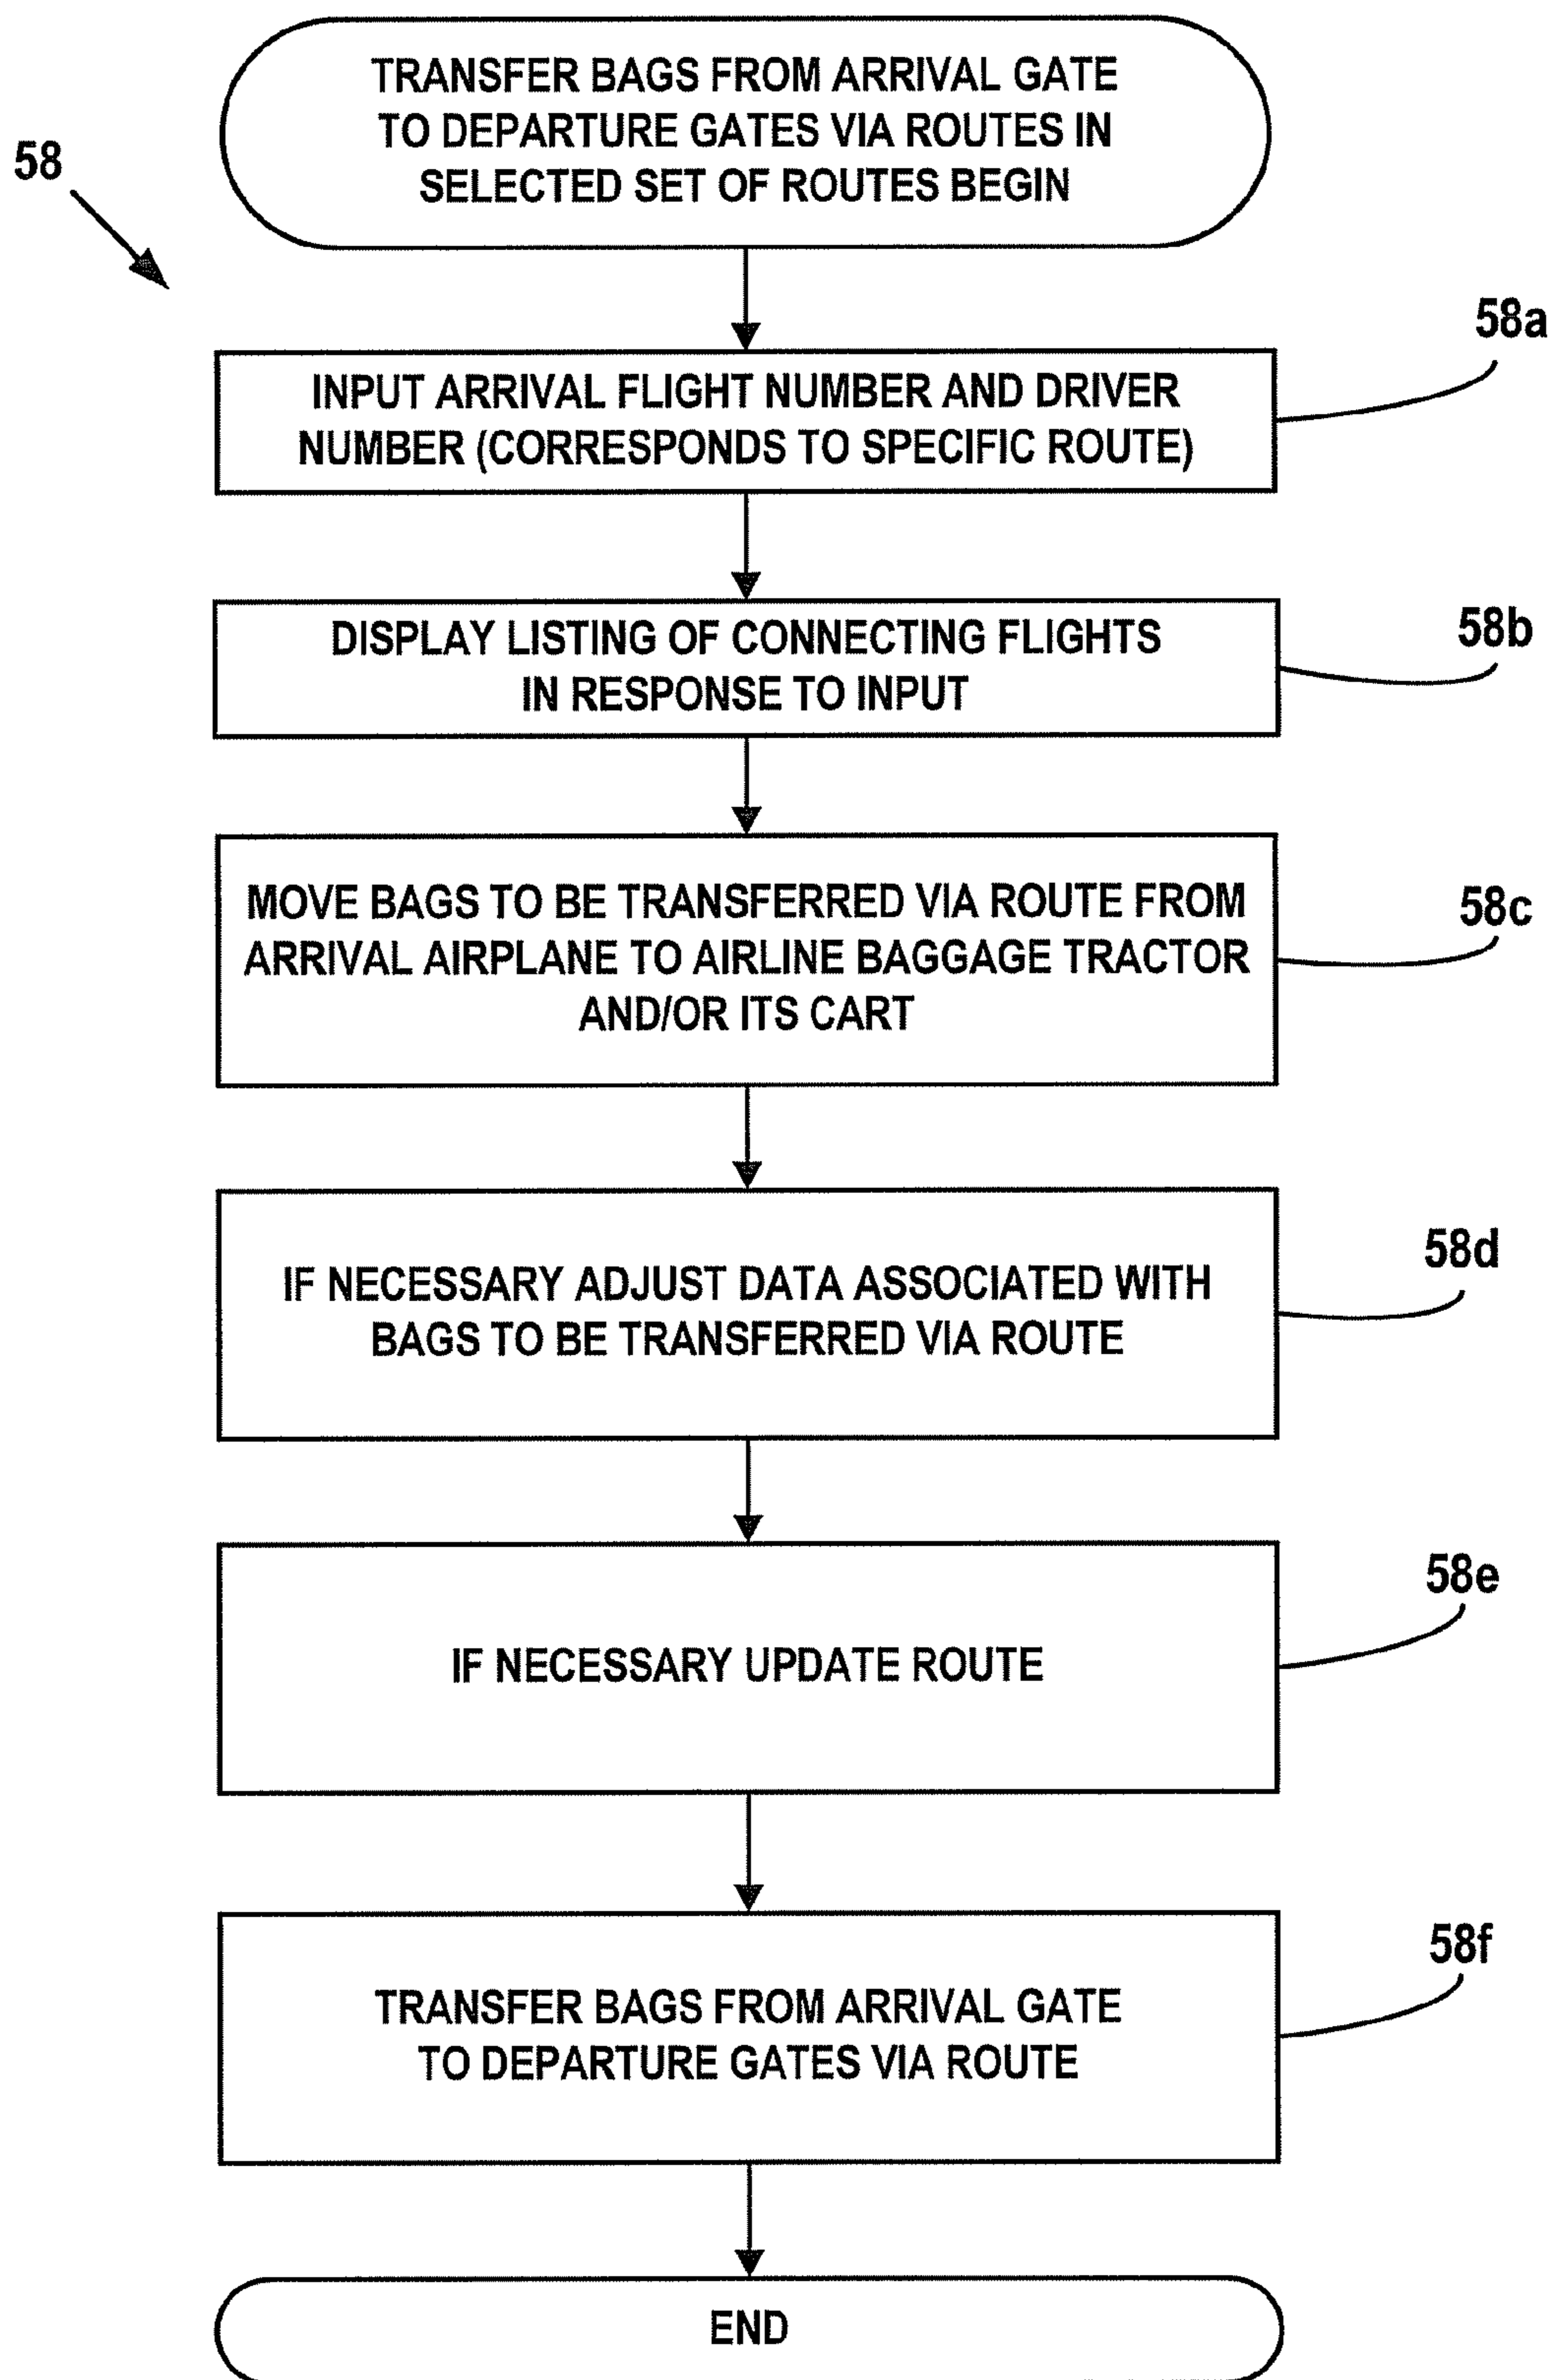 TRANSFER BAGS FROM ARRIVAL GATE
TO DEPARTURE GATES VIA ROUTES IN
SELECTED SET OF ROUTES BEGIN
58
58a
INPUT ARRIVAL FLIGHT NUMBER AND DRIVER
NUMBER (CORRESPONDS TO SPECIFIC ROUTE)
58b
DISPLAY LISTING OF CONNECTING FLIGHTS
IN RESPONSE TO INPUT
58c
MOVE BAGS TO BE TRANSFERRED VIA ROUTE FROM
ARRIVAL AIRPLANE TO AIRLINE BAGGAGE TRACTOR
AND/OR ITS CART
58d
IF NECESSARY ADJUST DATA ASSOCIATED WITH
BAGS TO BE TRANSFERRED VIA ROUTE
58e
IF NECESSARY UPDATE ROUTE
58f
TRANSFER BAGS FROM ARRIVAL GATE
TO DEPARTURE GATES VIA ROUTE
END